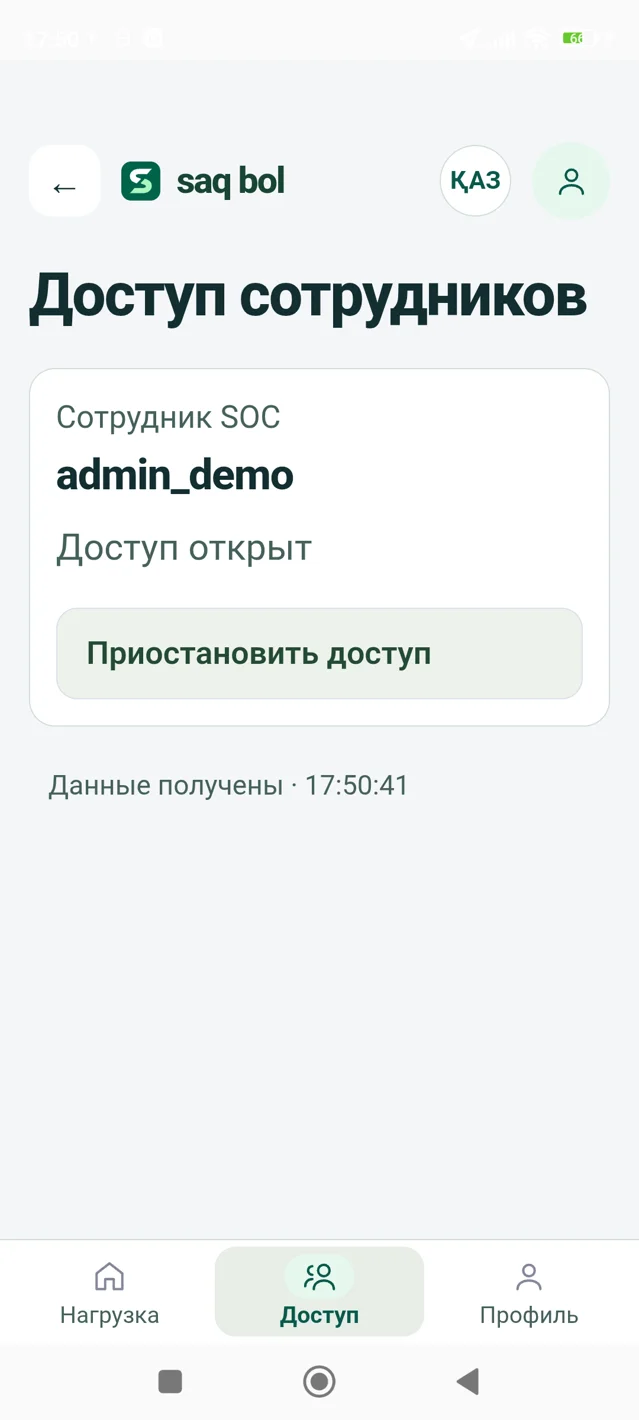 saq bol
ҚАЗ
Доступ сотрудников
Сотрудник SOC
admin_demo
Доступ открыт
Приостановить доступ
Данные получены · 17:50:41
Нагрузка
Доступ
Профиль